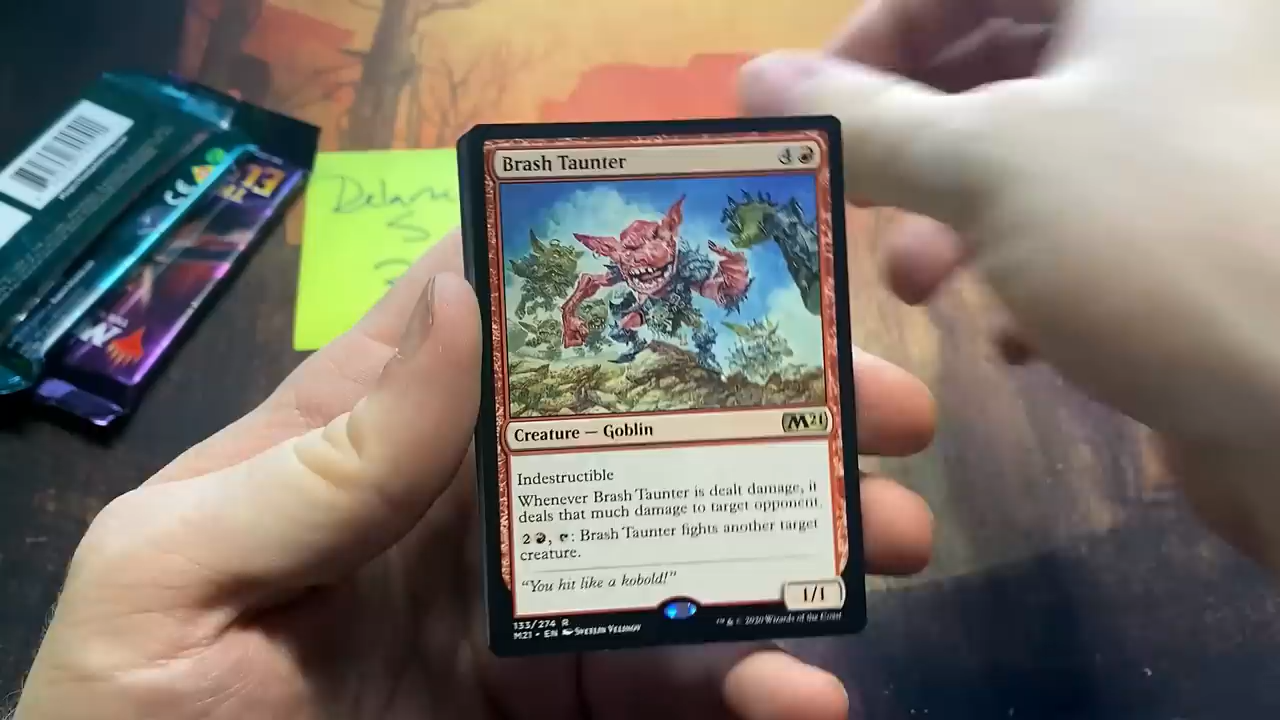 Brash Taunter
4
Creature — Goblin
M21
Indestructible
Whenever Brash Taunter is dealt damage, it
deals that much damage to target opponent.
2 , : Brash Taunter fights another target
creature.
"You hit like a kobold!"
1/1
133/274 R
M21 • EN Svetlin Velinov
™ & © 2020 Wizards of the Coast